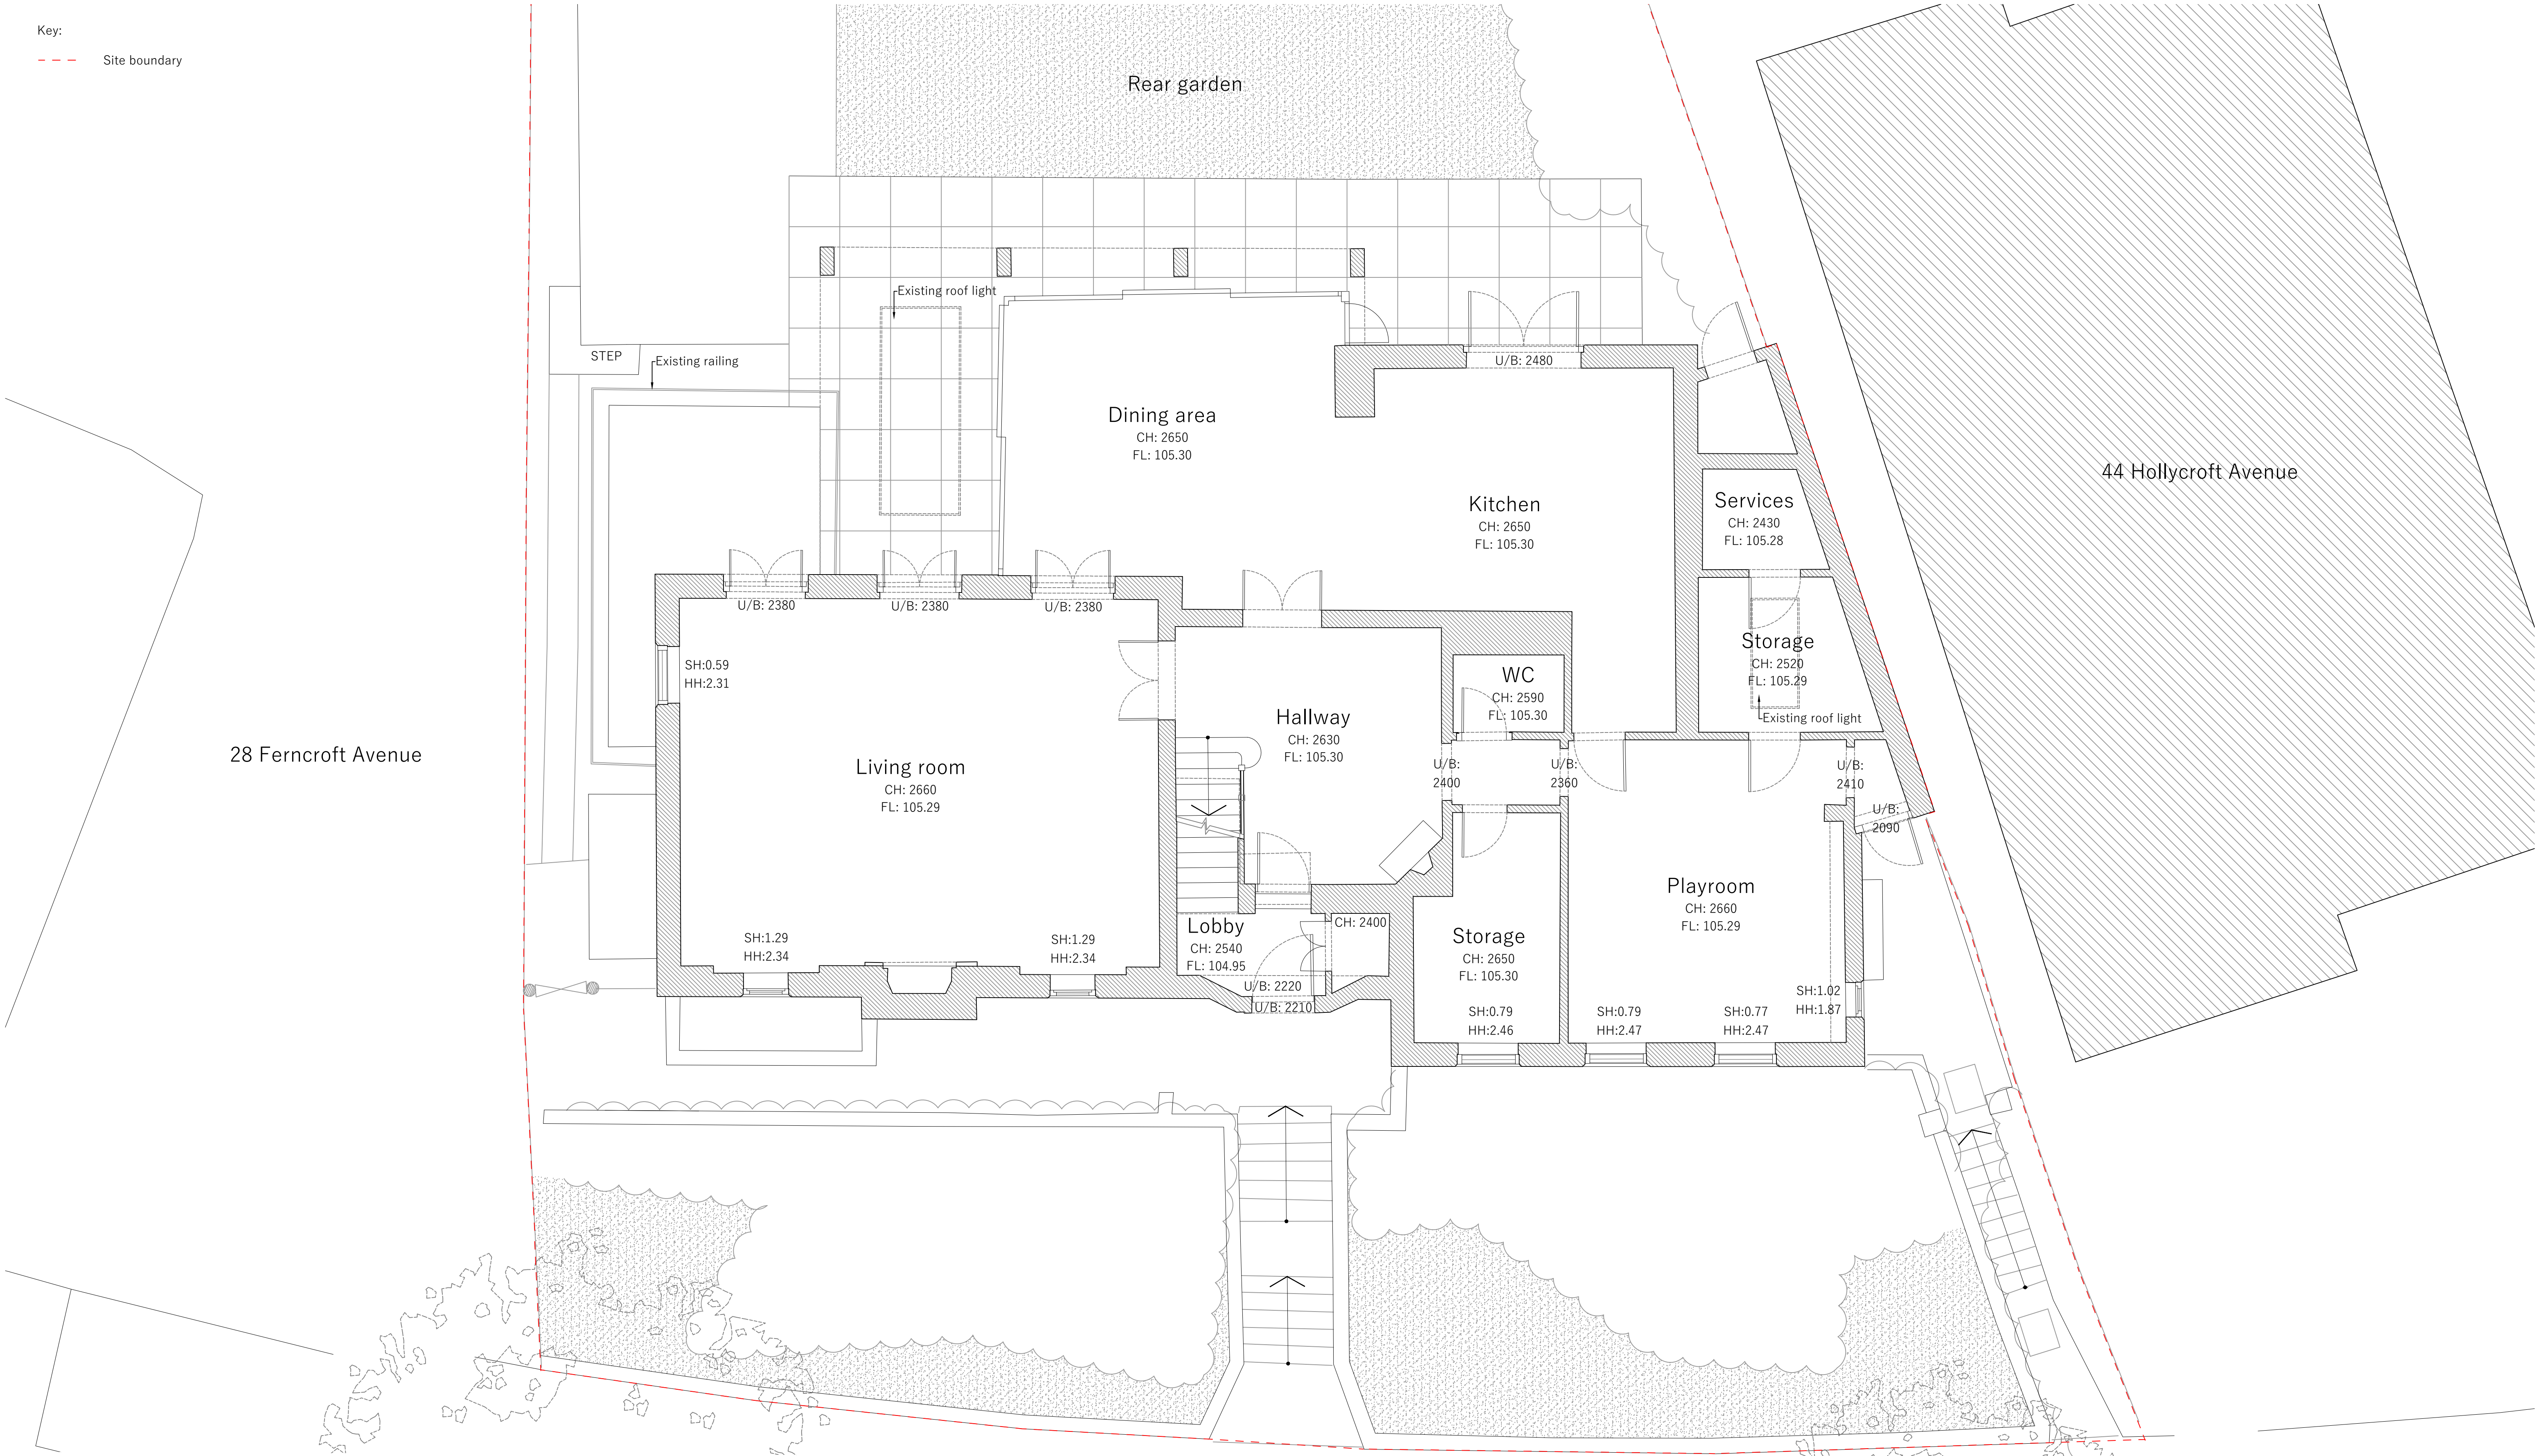 Key:
Site boundary
Rear garden
Existing roof light
STEP
Existing railing
U/B: 2480
Dining area
CH: 2650
FL: 105.30
44 Hollycroft Avenue
Kitchen
CH: 2650
FL: 105.30
Services
CH: 2430
FL: 105.28
U/B: 2380
U/B: 2380
U/B: 2380
SH:0.59
HH:2.31
Storage
CH: 2520
FL: 105.29
Existing roof light
WC
CH: 2590
FL: 105.30
Hallway
CH: 2630
FL: 105.30
28 Ferncroft Avenue
Living room
CH: 2660
FL: 105.29
U/B:
2400
U/B:
2360
U/B:
2410
U/B:
2090
Playroom
CH: 2660
FL: 105.29
Lobby
CH: 2540
FL: 104.95
CH: 2400
Storage
CH: 2650
FL: 105.30
SH:1.29
HH:2.34
SH:1.29
HH:2.34
U/B: 2220
U/B: 2210
SH:0.79
HH:2.46
SH:0.79
HH:2.47
SH:0.77
HH:2.47
SH:1.02
HH:1.87